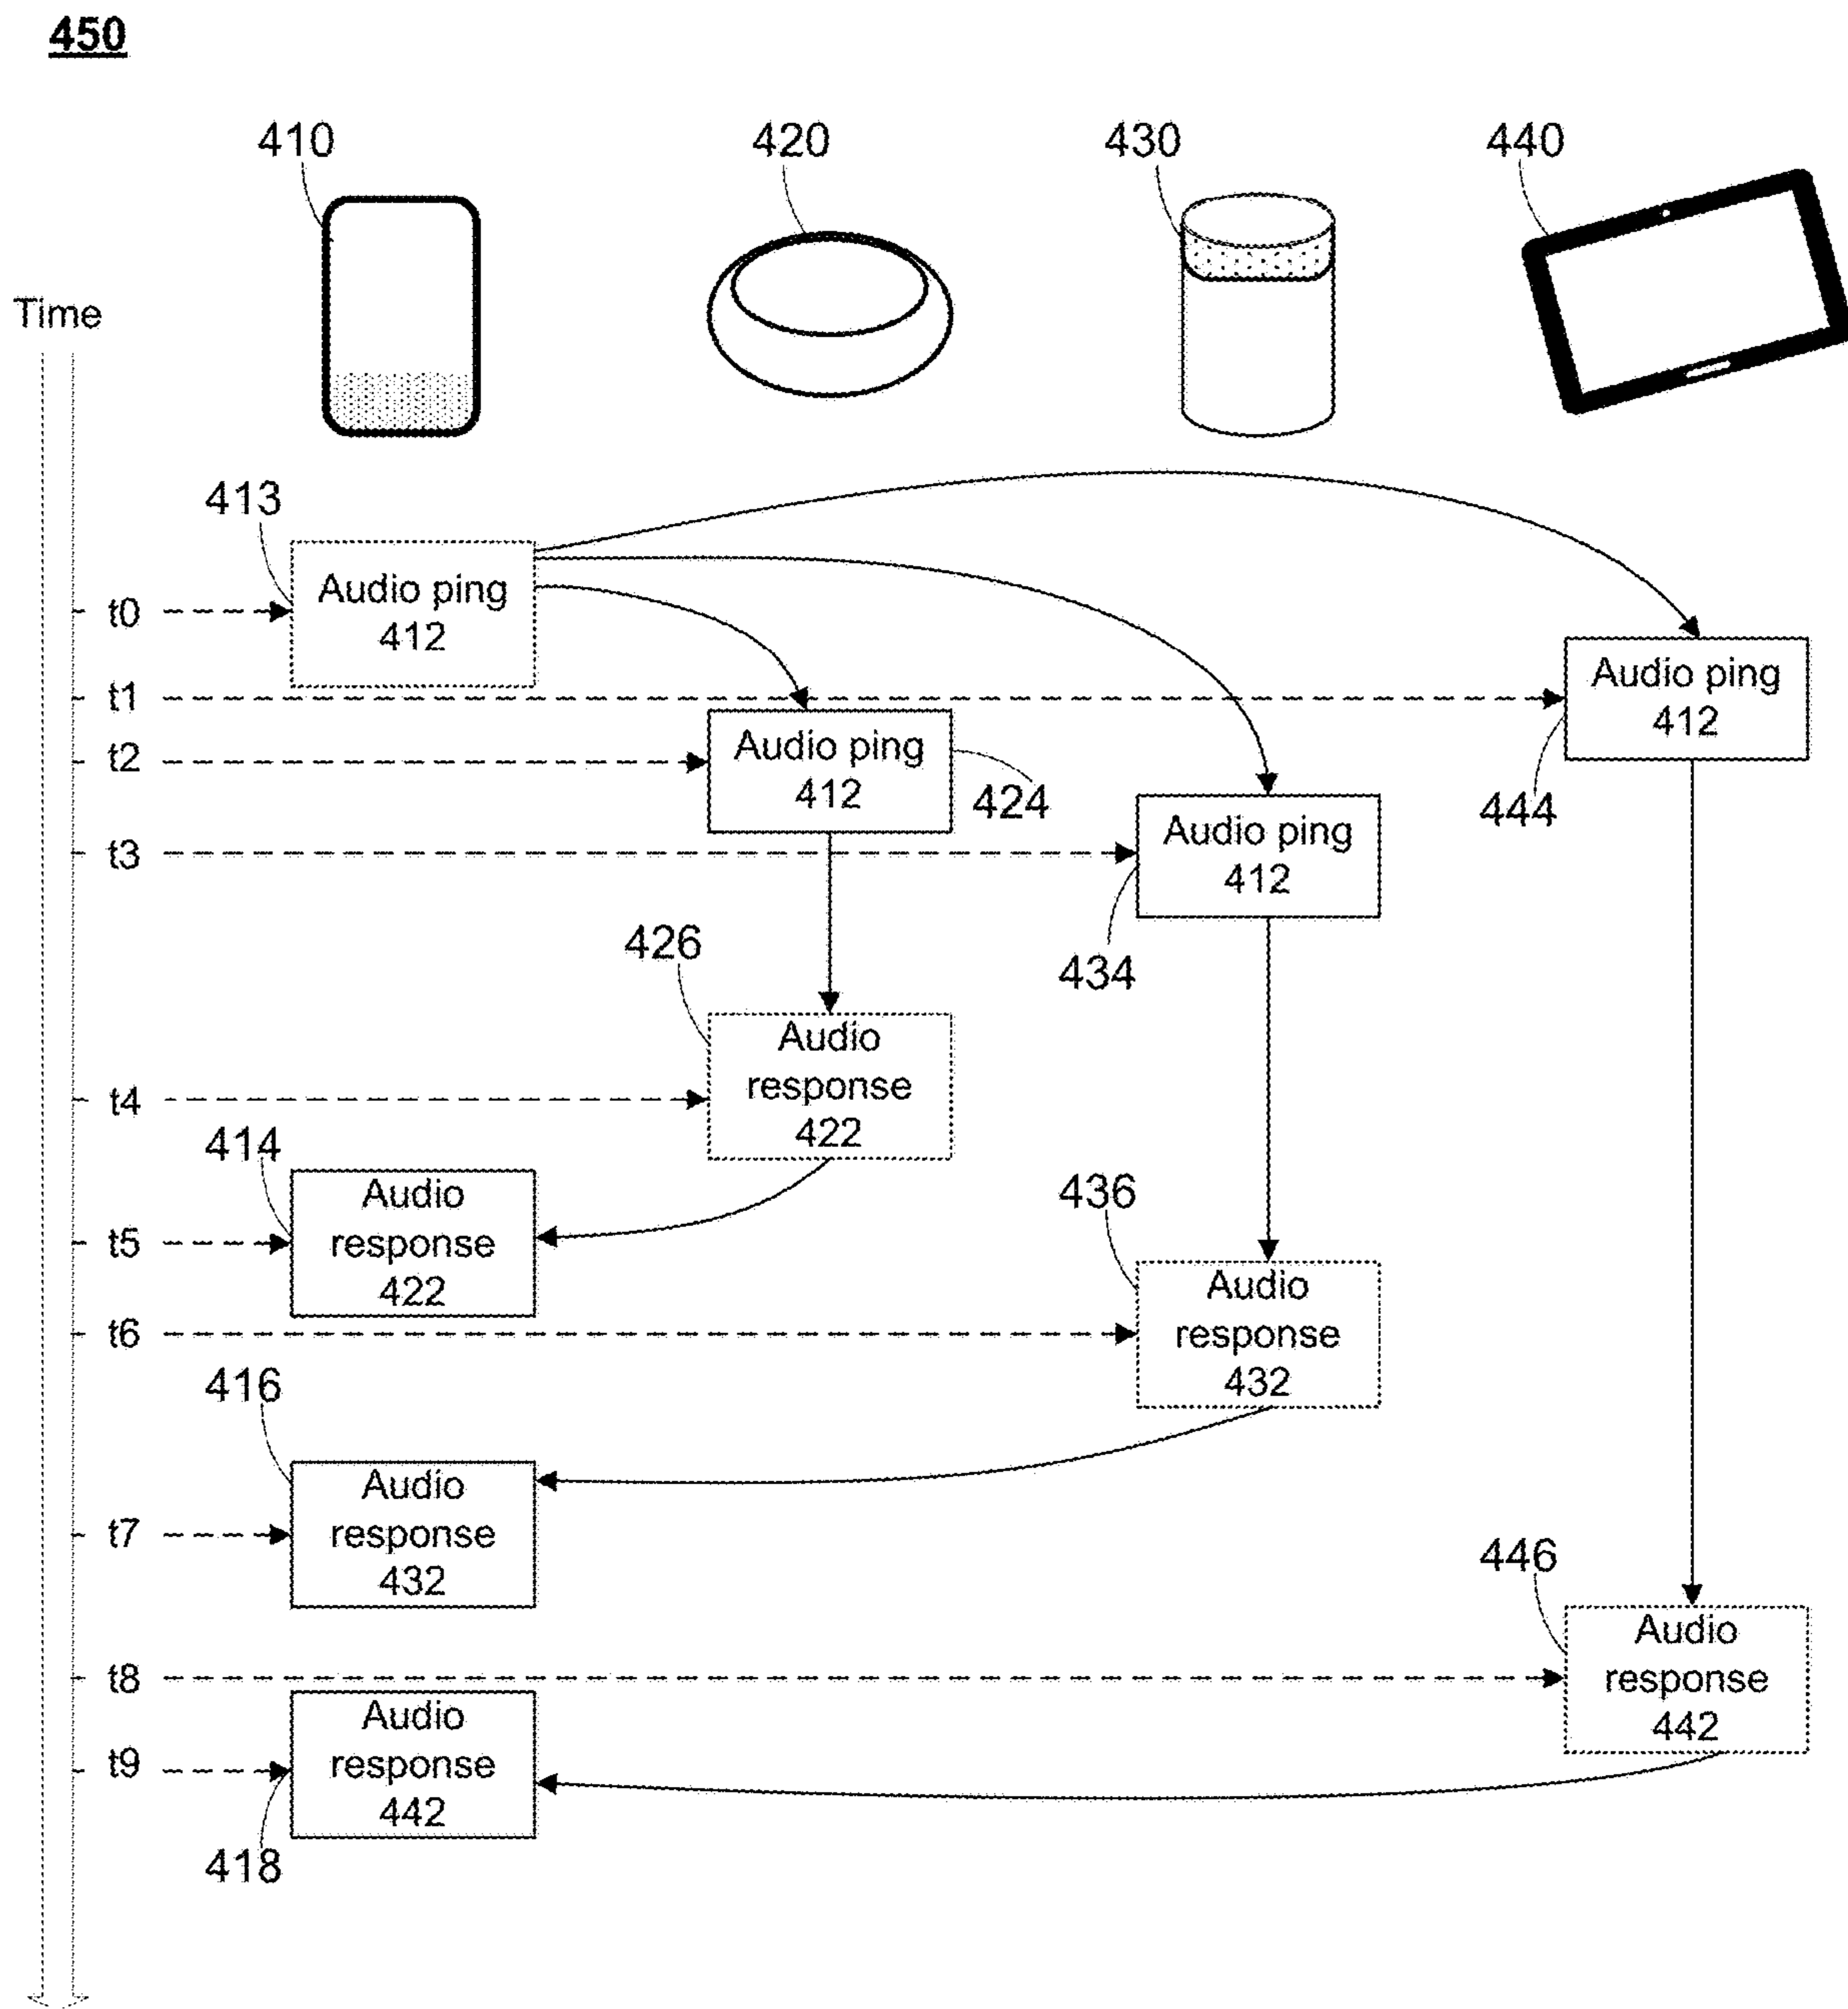 450
410
420
430
440
Time
413
Audio ping
412
t0
Audio ping
412
t1
444
Audio ping
412
t2
424
Audio ping
412
t3
434
426
Audio
response
422
t4
414
Audio
response
422
t5
436
Audio
response
432
t6
416
Audio
response
432
t7
446
Audio
response
442
t8
Audio
response
442
t9
418